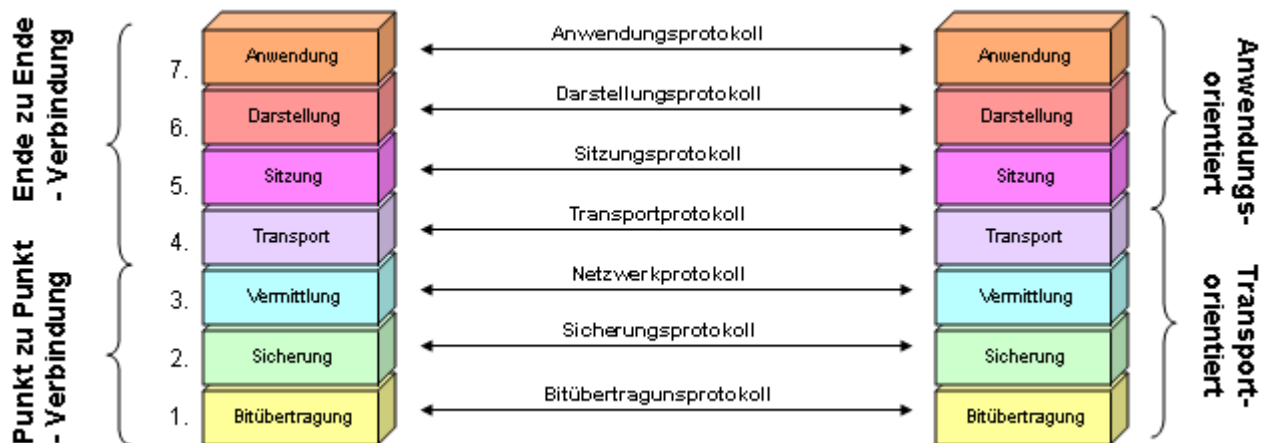 Ende zu Ende
- Verbindung
Punkt zu Punkt
- Verbindung
7.
Anwendung
Anwendungsprotokoll
Anwendung
6.
Darstellung
Darstellungsprotokoll
Darstellung
5.
Sitzung
Sitzungsprotokoll
Sitzung
4.
Transport
Transportprotokoll
Transport
3.
Vermittlung
Netzwerkprotokoll
Vermittlung
2.
Sicherung
Sicherungsprotokoll
Sicherung
1.
Bitübertragung
Bitübertragunsprotokoll
Bitübertragung
Anwendungs-
orientiert
Transport-
orientiert